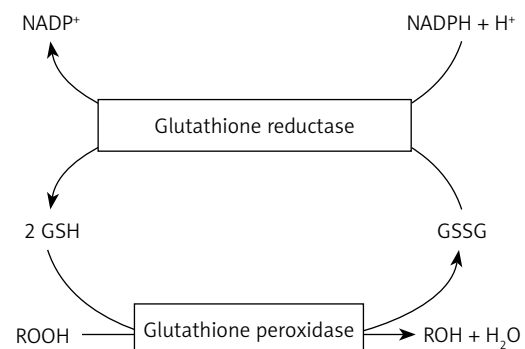 NADP⁺
NADPH + H⁺
Glutathione reductase
2 GSH
GSSG
ROOH
Glutathione peroxidase
ROH + H₂O